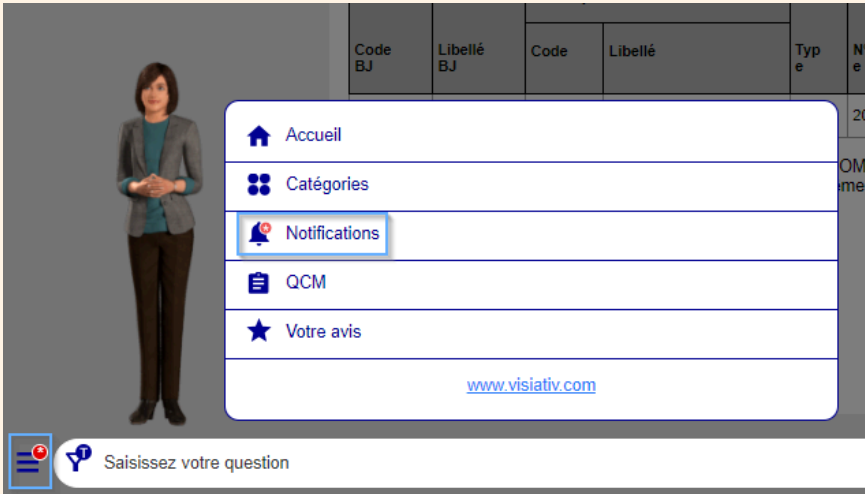 Code BJ
Libellé BJ
Code
Libellé
Typ e
20
Accueil
Catégories
Notifications
QCM
Votre avis
www.visiativ.com
T
Saisissez votre question